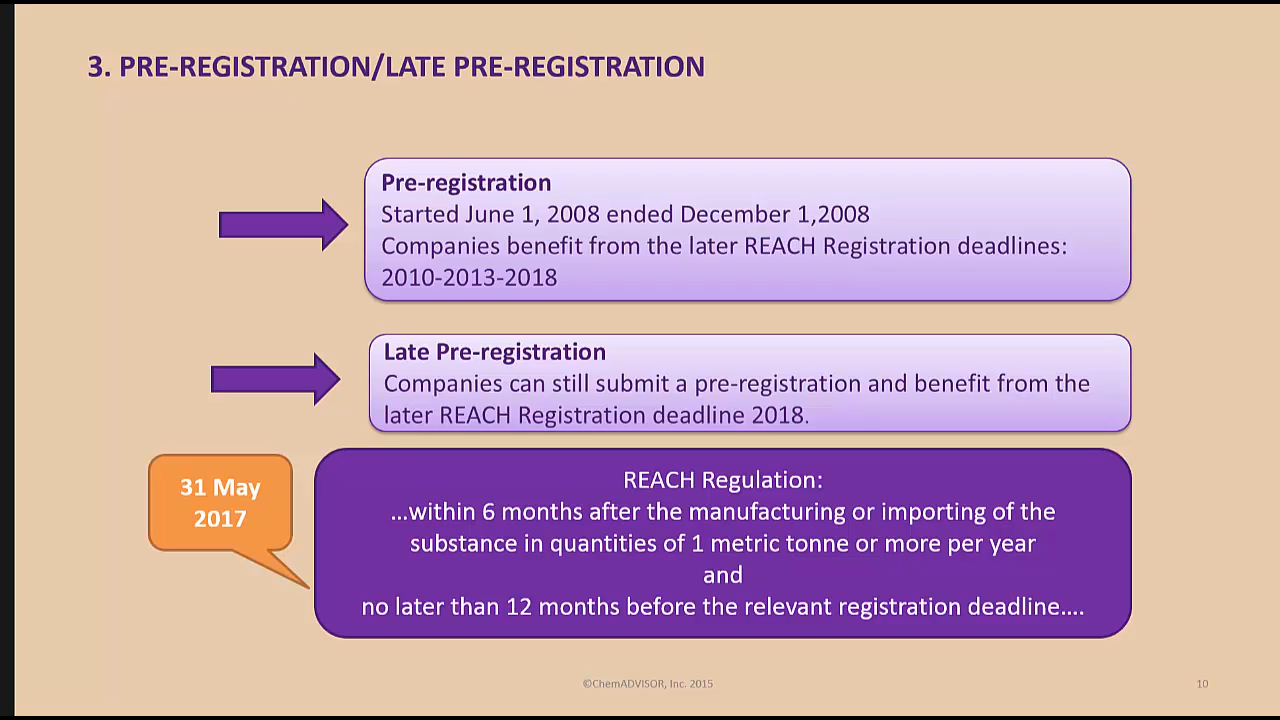 3. PRE-REGISTRATION/LATE PRE-REGISTRATION
Pre-registration
Started June 1, 2008 ended December 1,2008
Companies benefit from the later REACH Registration deadlines:
2010-2013-2018
Late Pre-registration
Companies can still submit a pre-registration and benefit from the
later REACH Registration deadline 2018.
31 May
2017
REACH Regulation:
...within 6 months after the manufacturing or importing of the
substance in quantities of 1 metric tonne or more per year
and
no later than 12 months before the relevant registration deadline....
©ChemADVISOR, Inc. 2015
10